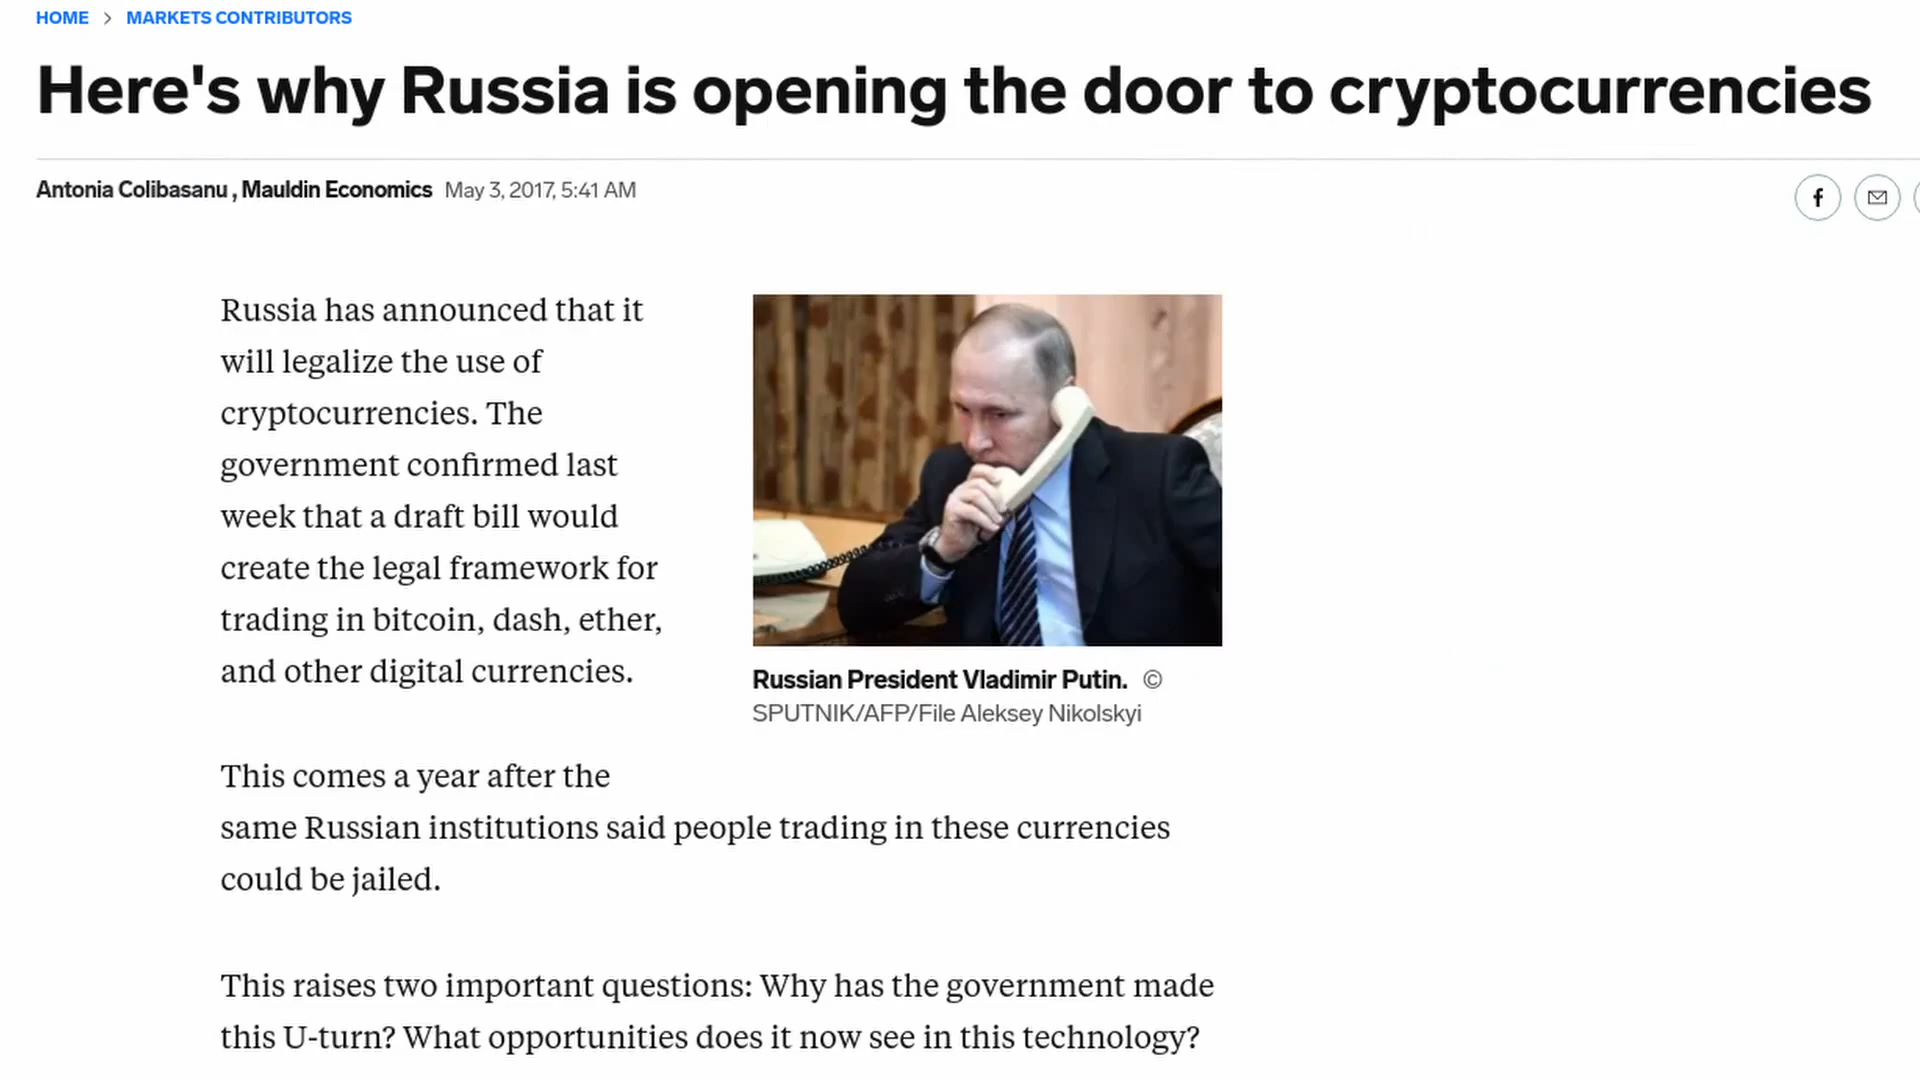 HOME > MARKETS CONTRIBUTORS
Here's why Russia is opening the door to cryptocurrencies
Antonia Colibasanu , Mauldin Economics May 3, 2017, 5:41 AM
Russia has announced that it
will legalize the use of
cryptocurrencies. The
government confirmed last
week that a draft bill would
create the legal framework for
trading in bitcoin, dash, ether,
and other digital currencies.
Russian President Vladimir Putin. ©
SPUTNIK/AFP/File Aleksey Nikolskyi
This comes a year after the
same Russian institutions said people trading in these currencies
could be jailed.
This raises two important questions: Why has the government made
this U-turn? What opportunities does it now see in this technology?